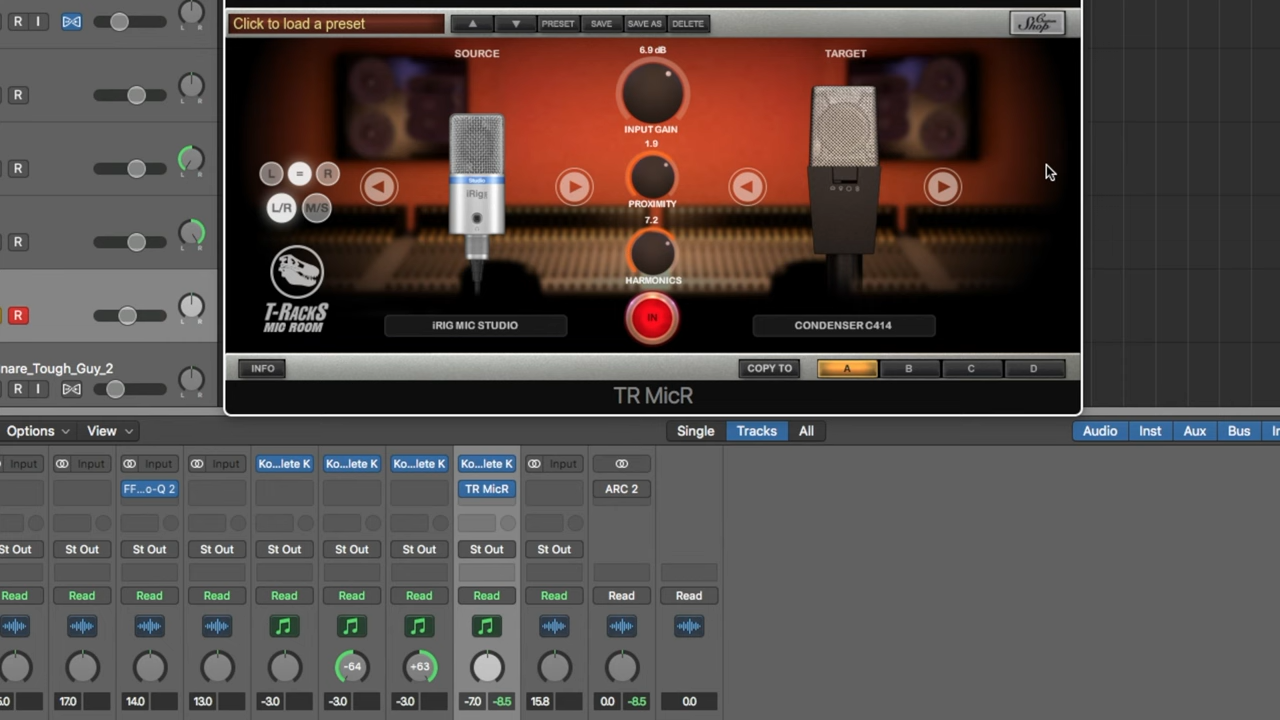 Click to load a preset
▲ ▼ PRESET SAVE SAVE AS DELETE
Custom Shop
R I
SOURCE 6.9 dB TARGET
INPUT GAIN
R
1.9
R L = R
PROXIMITY
L/R M/S
Studio
iRig
7.2
R
HARMONICS
T-RACKS
MIC ROOM
R
IN
iRIG MIC STUDIO CONDENSER C414
nare_Tough_Guy_2
INFO COPY TO A B C D
R I
TR MicR
Options View Single Tracks All Audio Inst Aux Bus In
Input Input Input Input Ko...lete K Ko...lete K Ko...lete K Ko...lete K Input
FF...o-Q 2 TR MicR ARC 2
St Out St Out St Out St Out St Out St Out St Out St Out St Out
Read Read Read Read Read Read Read Read Read Read Read
-64 +63
17.0 14.0 13.0 -3.0 -3.0 -3.0 -7.0 -8.5 15.8 0.0 -8.5 0.0